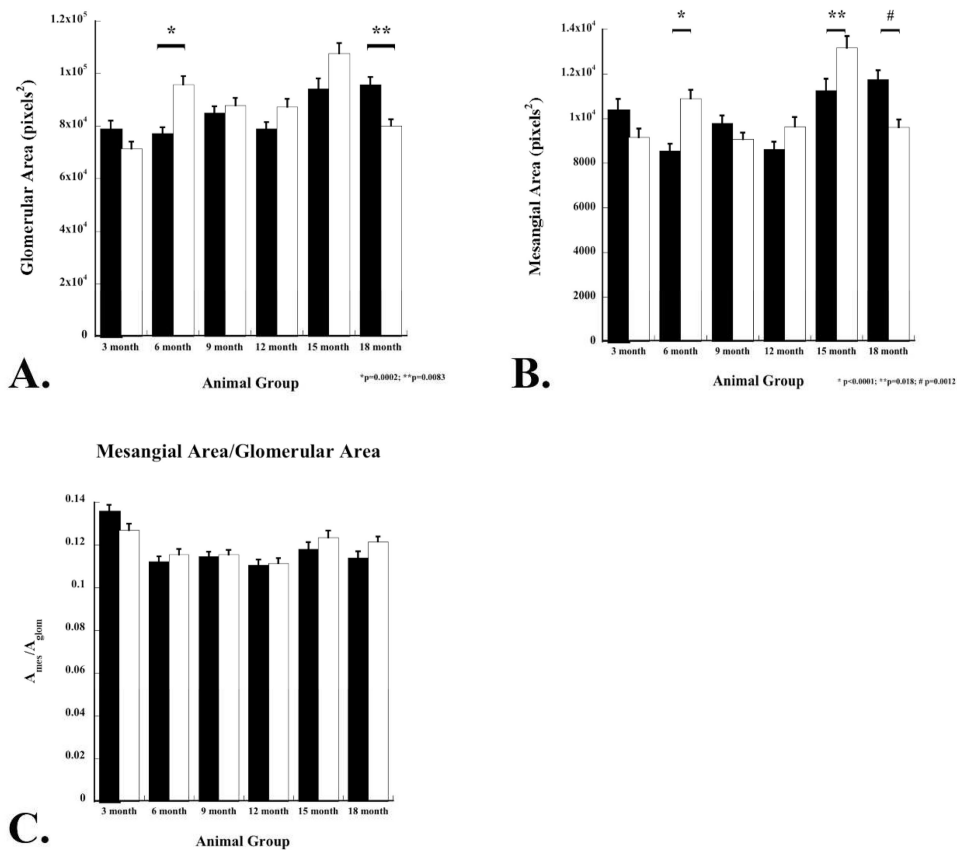 1.2x10⁵
1x10⁵
8x10⁴
6x10⁴
4x10⁴
2x10⁴
0
Glomerular Area (pixels²)
*
**
3 month 6 month 9 month 12 month 15 month 18 month
A.
Animal Group
*p=0.0002; **p=0.0083
1.4x10⁴
1.2x10⁴
1x10⁴
8000
6000
4000
2000
0
Mesangial Area (pixels²)
*
**
#
3 month 6 month 9 month 12 month 15 month 18 month
B.
Animal Group
* p<0.0001; **p=0.018; # p=0.0012
Mesangial Area/Glomerular Area
0.14
0.12
0.1
0.08
0.06
0.04
0.02
0
A_mes/A_glom
3 month 6 month 9 month 12 month 15 month 18 month
C.
Animal Group